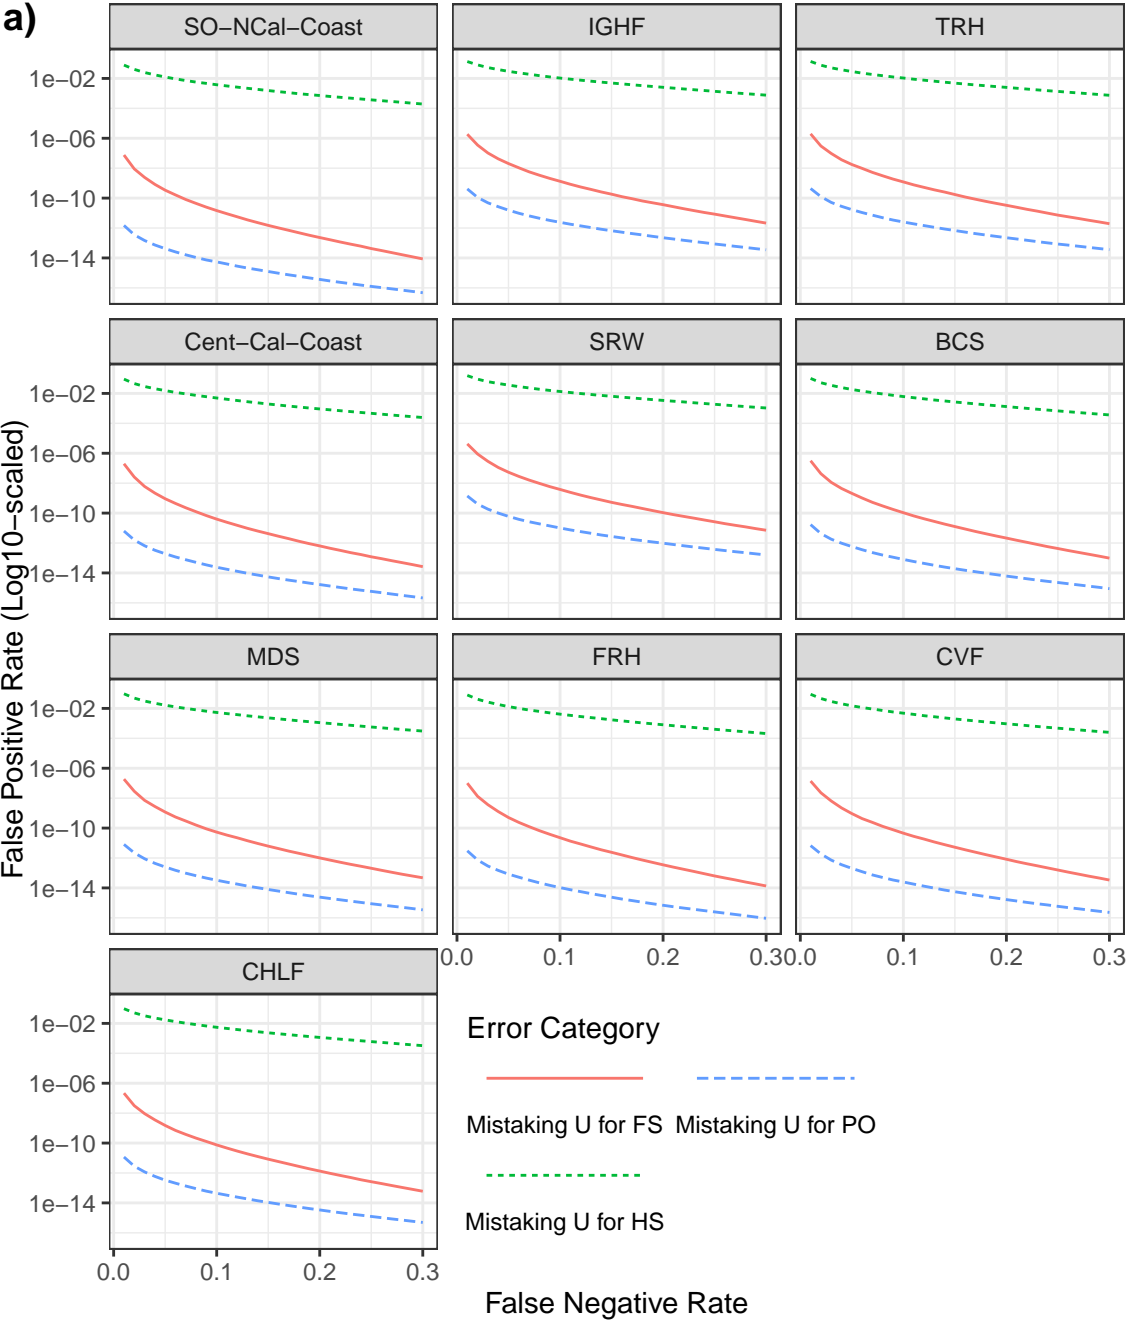 a)
SO−NCal−Coast
IGHF
TRH
1e−02
1e−06
1e−10
1e−14
Cent−Cal−Coast
SRW
BCS
1e−02
1e−06
1e−10
1e−14
MDS
FRH
CVF
1e−02
1e−06
1e−10
1e−14
0.0 0.1 0.2 0.3
0.0 0.1 0.2 0.3
CHLF
1e−02
1e−06
1e−10
1e−14
0.0 0.1 0.2 0.3
False Positive Rate (Log10−scaled)
Error Category
Mistaking U for FS
Mistaking U for PO
Mistaking U for HS
False Negative Rate